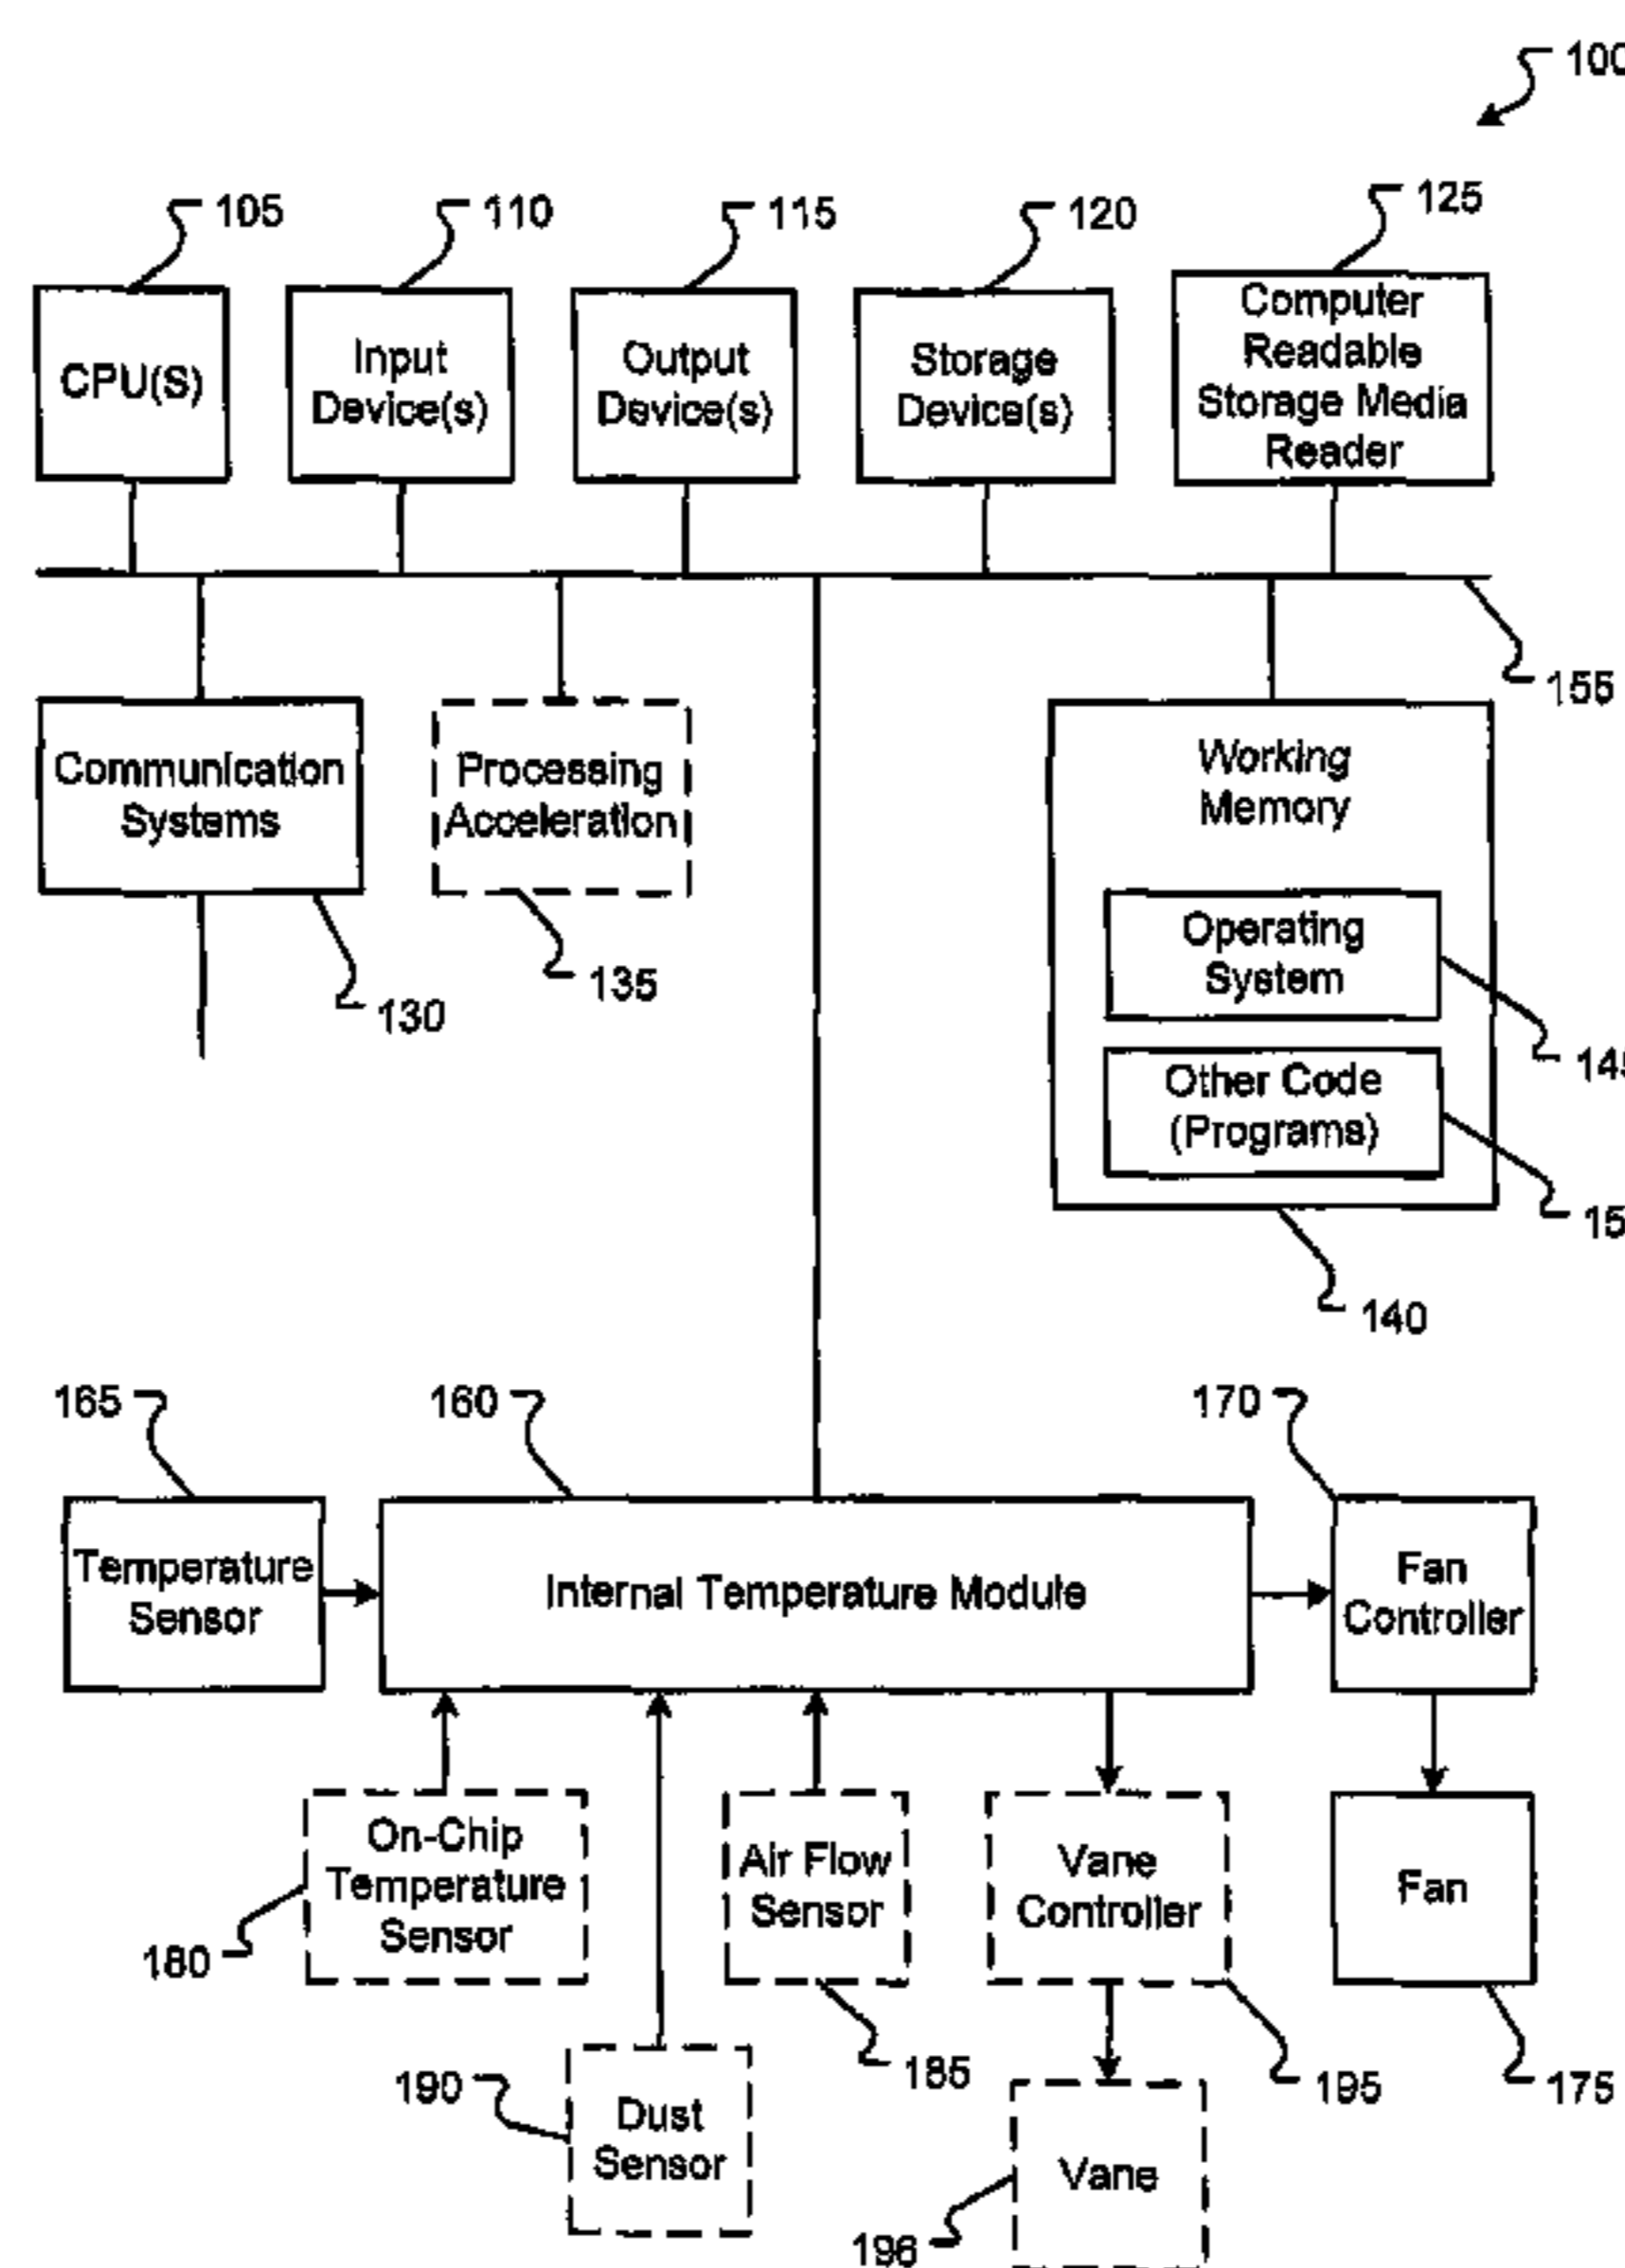 100
105
110
115
120
125
CPU(S)
Input
Device(s)
Output
Device(s)
Storage
Device(s)
Computer
Readable
Storage Media
Reader
155
Communication
Systems
Processing
Acceleration
Working
Memory
Operating
System
Other Code
(Programs)
130
135
145
15
140
165
160
170
Temperature
Sensor
Internal Temperature Module
Fan
Controller
On-Chip
Temperature
Sensor
Air Flow
Sensor
Vane
Controller
Fan
180
185
195
175
190
Dust
Sensor
Vane
196